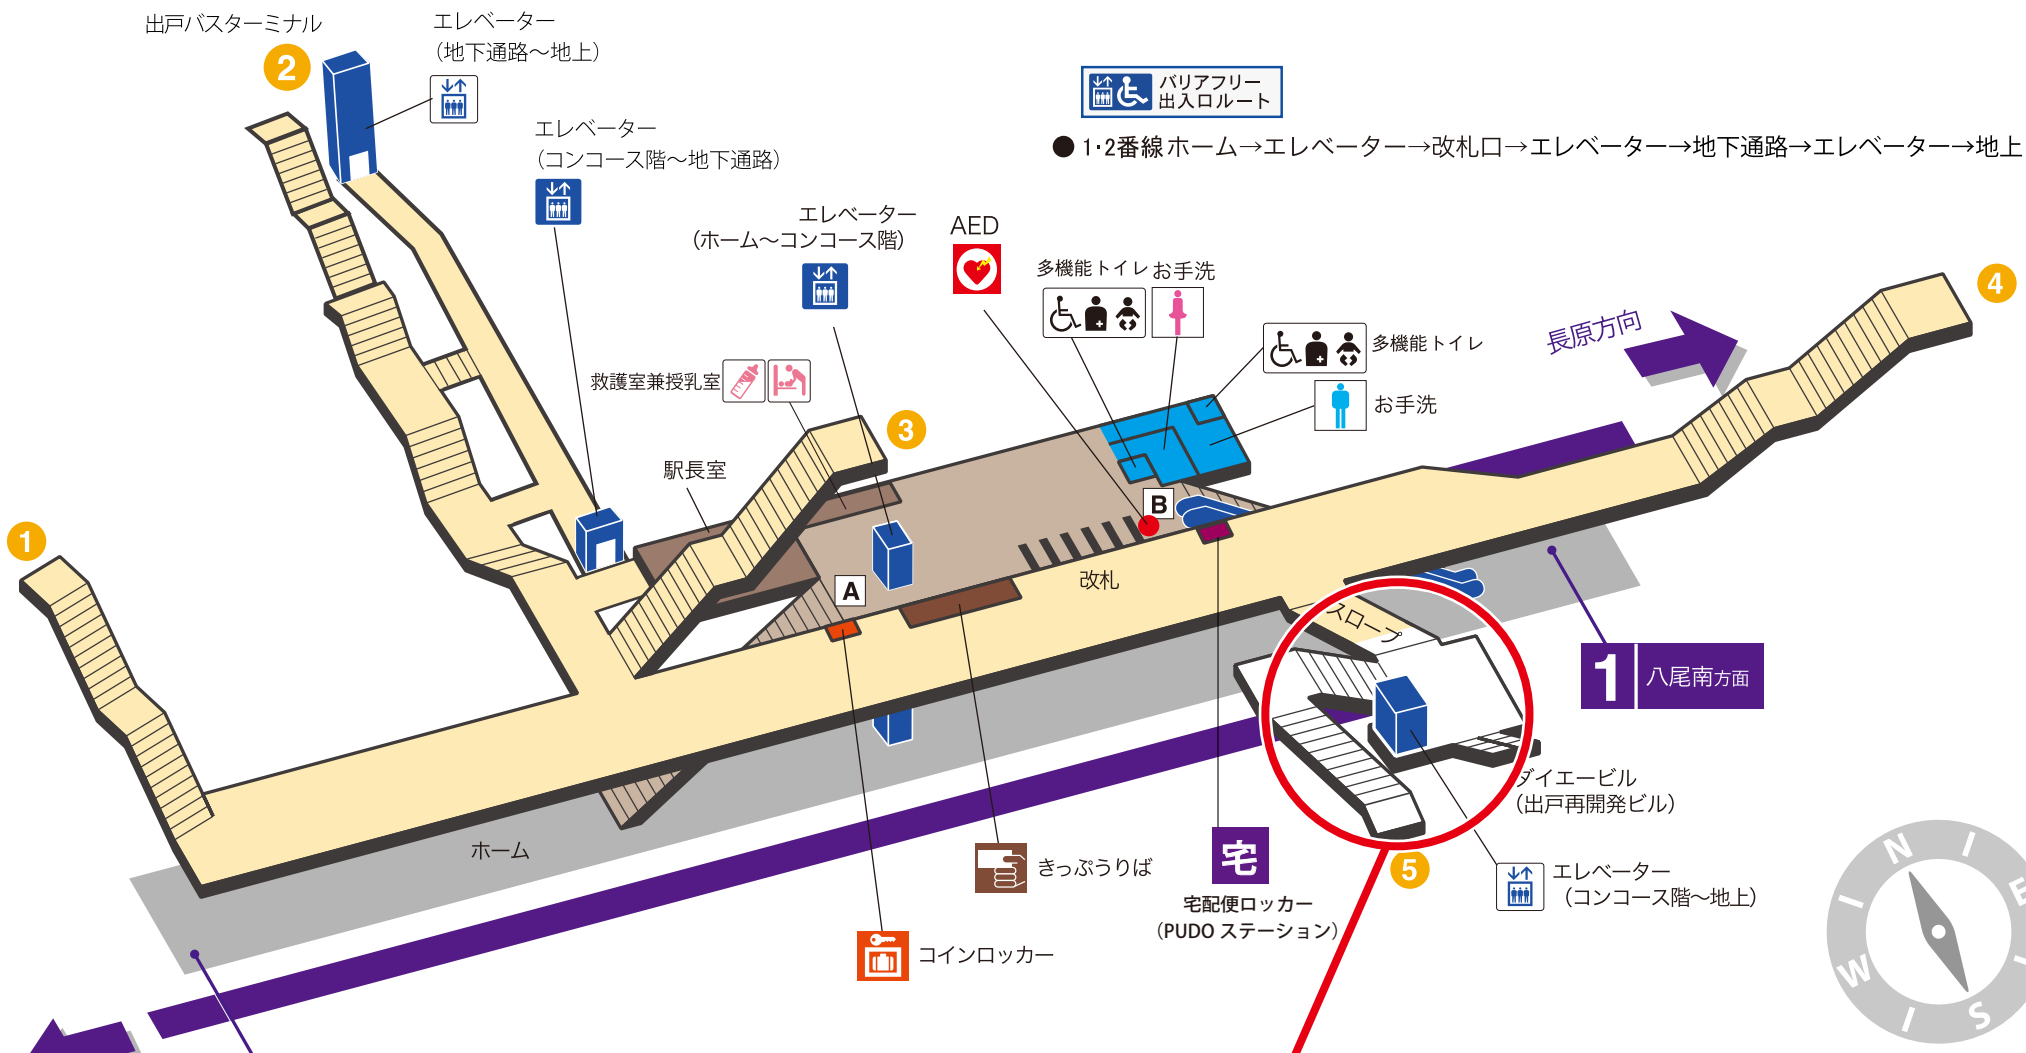 出戸バスターミナル
2
エレベーター
（地下通路～地上）
エレベーター
（コンコース階～地下通路）
エレベーター
（ホーム～コンコース階）
AED
バリアフリー
出入口ルート
● 1･2番線 ホーム→エレベーター→改札口→エレベーター→地下通路→エレベーター→地上
多機能トイレ
お手洗
多機能トイレ
お手洗
長原方向
4
救護室兼授乳室
3
駅長室
1
A
B
改札
スロープ
1 八尾南方面
ダイエービル
（出戸再開発ビル）
ホーム
きっぷうりば
宅
宅配便ロッカー
（PUDO ステーション）
5
エレベーター
（コンコース階～地上）
コインロッカー
N
E
S
W